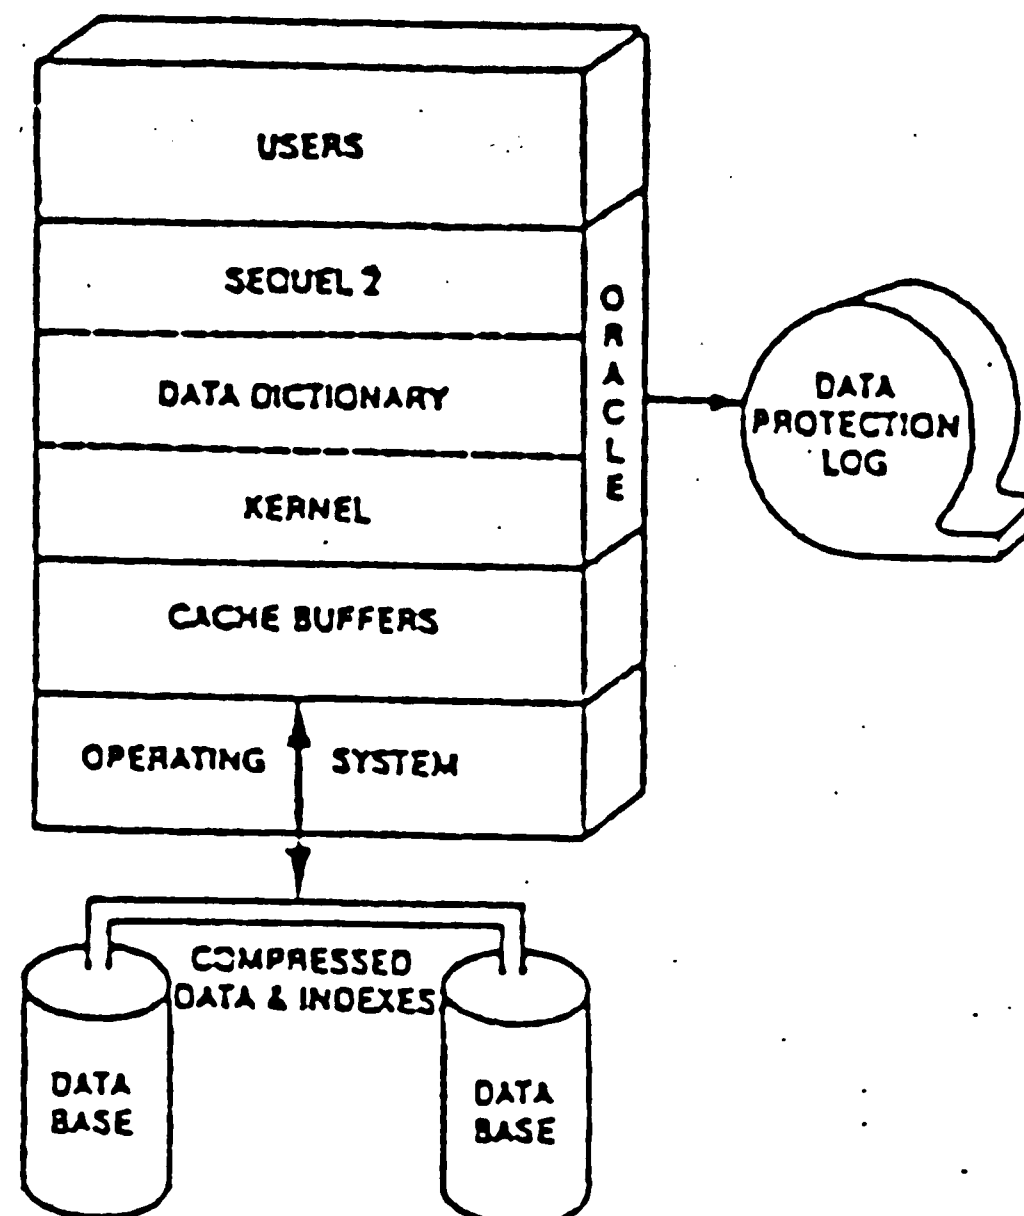 USERS
SEQUEL 2
DATA DICTIONARY
KERNEL
CACHE BUFFERS
OPERATING SYSTEM
ORACLE
DATA
PROTECTION
LOG
COMPRESSED
DATA & INDEXES
DATA
BASE
DATA
BASE